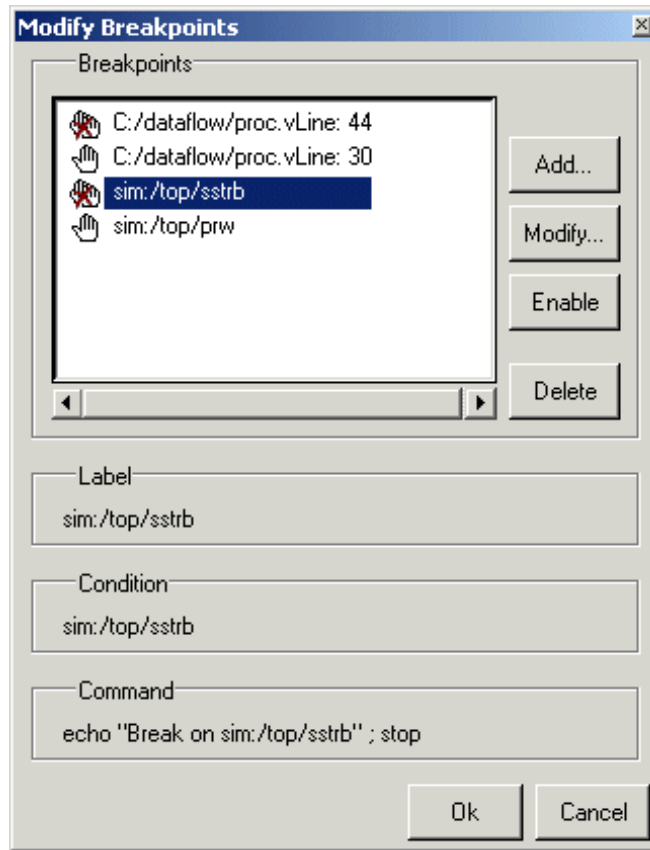 Modify Breakpoints
Breakpoints
C:/dataflow/proc.vLine: 44
C:/dataflow/proc.vLine: 30
sim:/top/sstrb
sim:/top/prw
Add...
Modify...
Enable
Delete
Label
sim:/top/sstrb
Condition
sim:/top/sstrb
Command
echo "Break on sim:/top/sstrb" ; stop
Ok Cancel